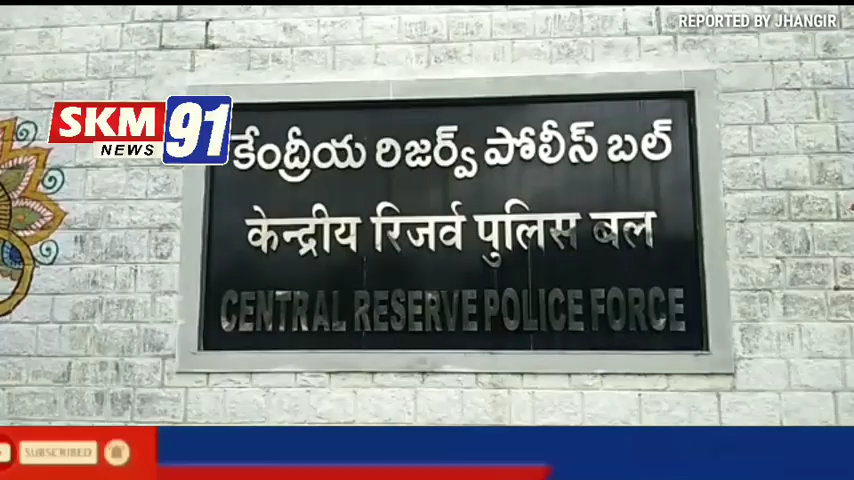 REPORTED BY JHANGIR
SKM 91
NEWS
కేంద్రీయ రిజర్వ్ పోలీస్ బల్
केन्द्रीय रिजर्व पुलिस बल
CENTRAL RESERVE POLICE FORCE
SUBSCRIBED